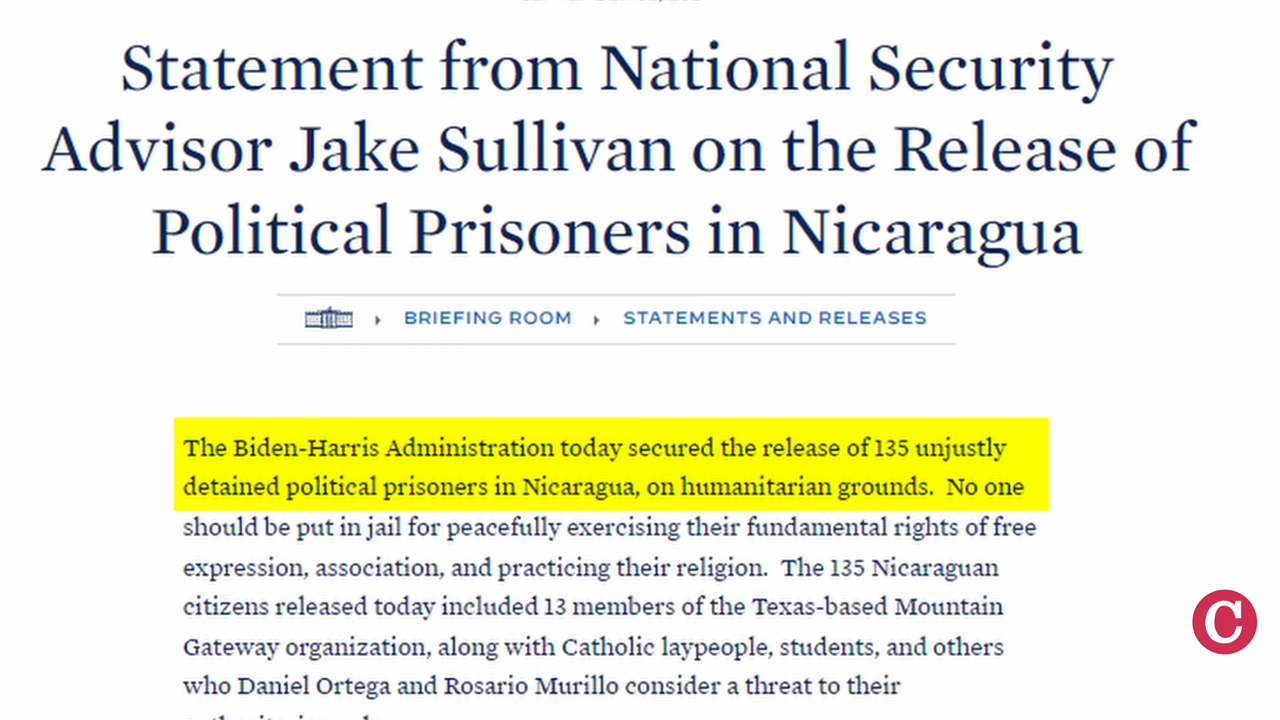 Statement from National Security
Advisor Jake Sullivan on the Release of
Political Prisoners in Nicaragua
BRIEFING ROOM STATEMENTS AND RELEASES
The Biden-Harris Administration today secured the release of 135 unjustly
detained political prisoners in Nicaragua, on humanitarian grounds.  No one
should be put in jail for peacefully exercising their fundamental rights of free
expression, association, and practicing their religion.  The 135 Nicaraguan
citizens released today included 13 members of the Texas-based Mountain
Gateway organization, along with Catholic laypeople, students, and others
who Daniel Ortega and Rosario Murillo consider a threat to their
C